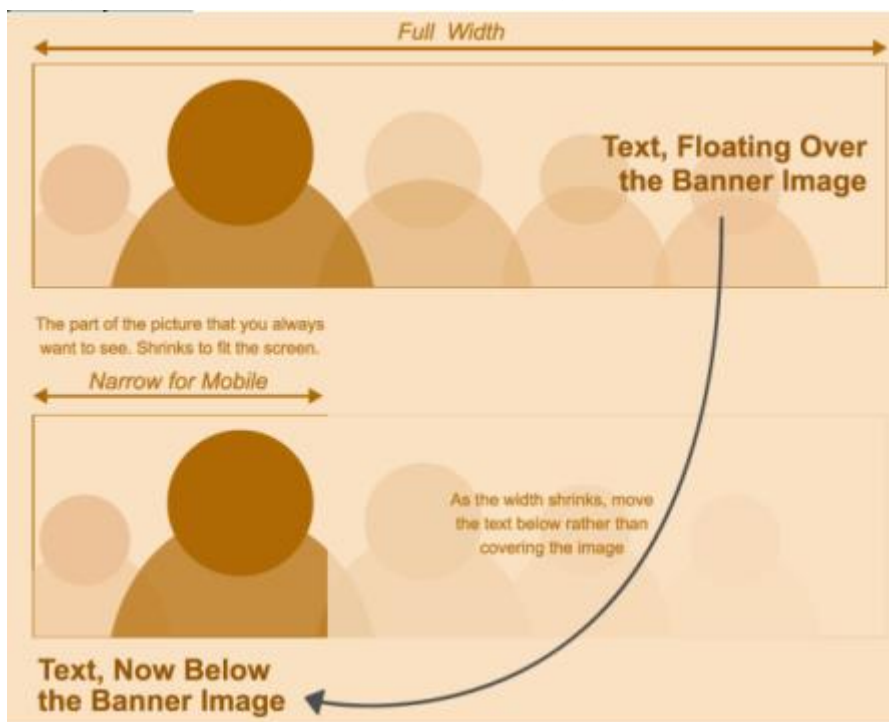 Full Width
Text, Floating Over
the Banner Image
The part of the picture that you always
want to see. Shrinks to fit the screen.
Narrow for Mobile
As the width shrinks, move
the text below rather than
covering the image
Text, Now Below
the Banner Image